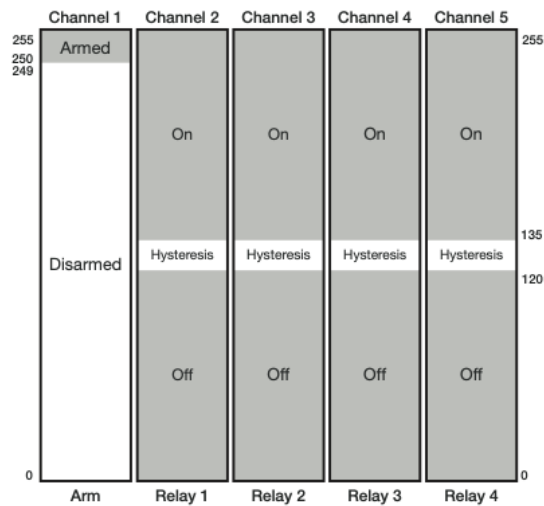 Channel 1 Channel 2 Channel 3 Channel 4 Channel 5
255 Armed 255
250
249
On On On On
135
Disarmed Hysteresis Hysteresis Hysteresis Hysteresis
120
Off Off Off Off
0 0
Arm Relay 1 Relay 2 Relay 3 Relay 4